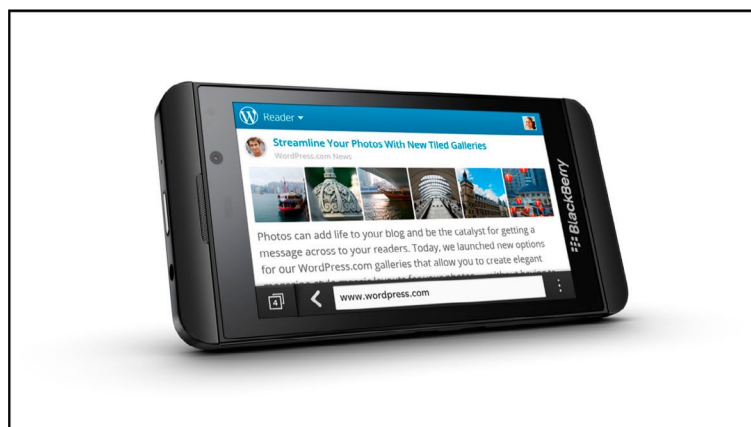 Reader
Streamline Your Photos With New Tiled Galleries
WordPress.com News
Photos can add life to your blog and be the catalyst for getting a
message across to your readers. Today, we launched new options
for our WordPress.com galleries that allow you to create elegant
4
www.wordpress.com
BlackBerry